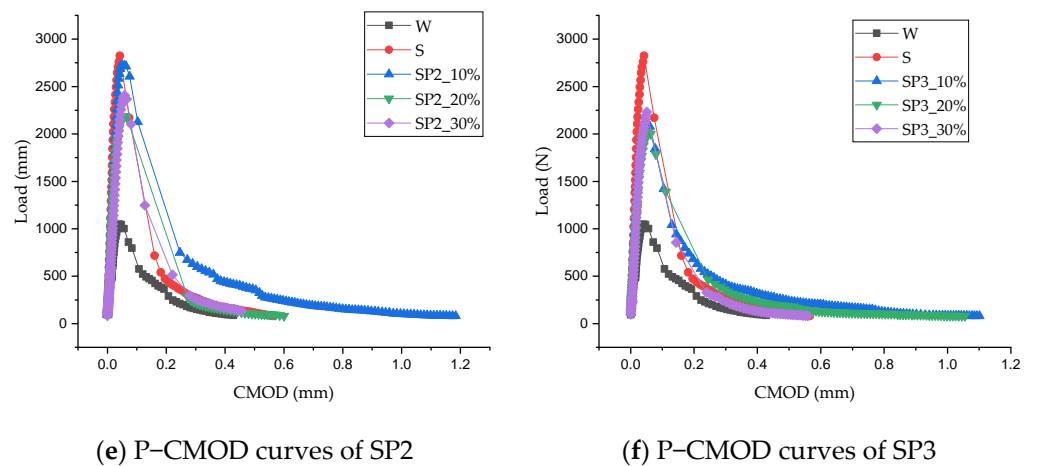 W
S
SP2_10%
SP2_20%
SP2_30%
3000
2500
2000
1500
1000
500
0
Load (mm)
0.0 0.2 0.4 0.6 0.8 1.0 1.2
CMOD (mm)
(e) P−CMOD curves of SP2
W
S
SP3_10%
SP3_20%
SP3_30%
3000
2500
2000
1500
1000
500
0
Load (N)
0.0 0.2 0.4 0.6 0.8 1.0 1.2
CMOD (mm)
(f) P−CMOD curves of SP3